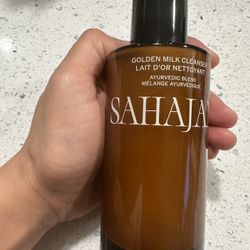 GOLDEN MILK CLEANSER
LAIT D'OR NETTOYANT
AYURVEDIC BLEND
MÉLANGE AYURVÉDIQUE
SAHAJA